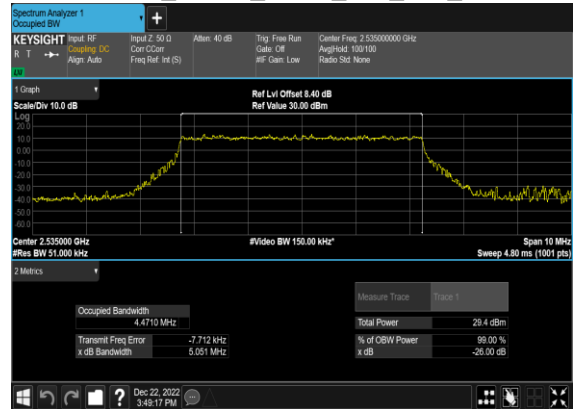 Spectrum Analyzer 1
Occupied BW
+
KEYSIGHT Input: RF Input Z: 50 Ω Atten: 40 dB Trig: Free Run Center Freq: 2.535000000 GHz
R T Coupling: DC Corr CCorr Gate: Off Avg|Hold: 100/100
Align: Auto Freq Ref: Int (S) #IF Gain: Low Radio Std: None
LXI
1 Graph
Ref Lvl Offset 8.40 dB
Scale/Div 10.0 dB Ref Value 30.00 dBm
Log
20.0
10.0
0.00
-10.0
-20.0
-30.0
-40.0
-50.0
-60.0
Center 2.535000 GHz #Video BW 150.00 kHz* Span 10 MHz
#Res BW 51.000 kHz Sweep 4.80 ms (1001 pts)
2 Metrics
Measure Trace Trace 1
Occupied Bandwidth
4.4710 MHz Total Power 29.4 dBm
Transmit Freq Error -7.712 kHz % of OBW Power 99.00 %
x dB Bandwidth 5.051 MHz x dB -26.00 dB
? Dec 22, 2022
3:49:17 PM